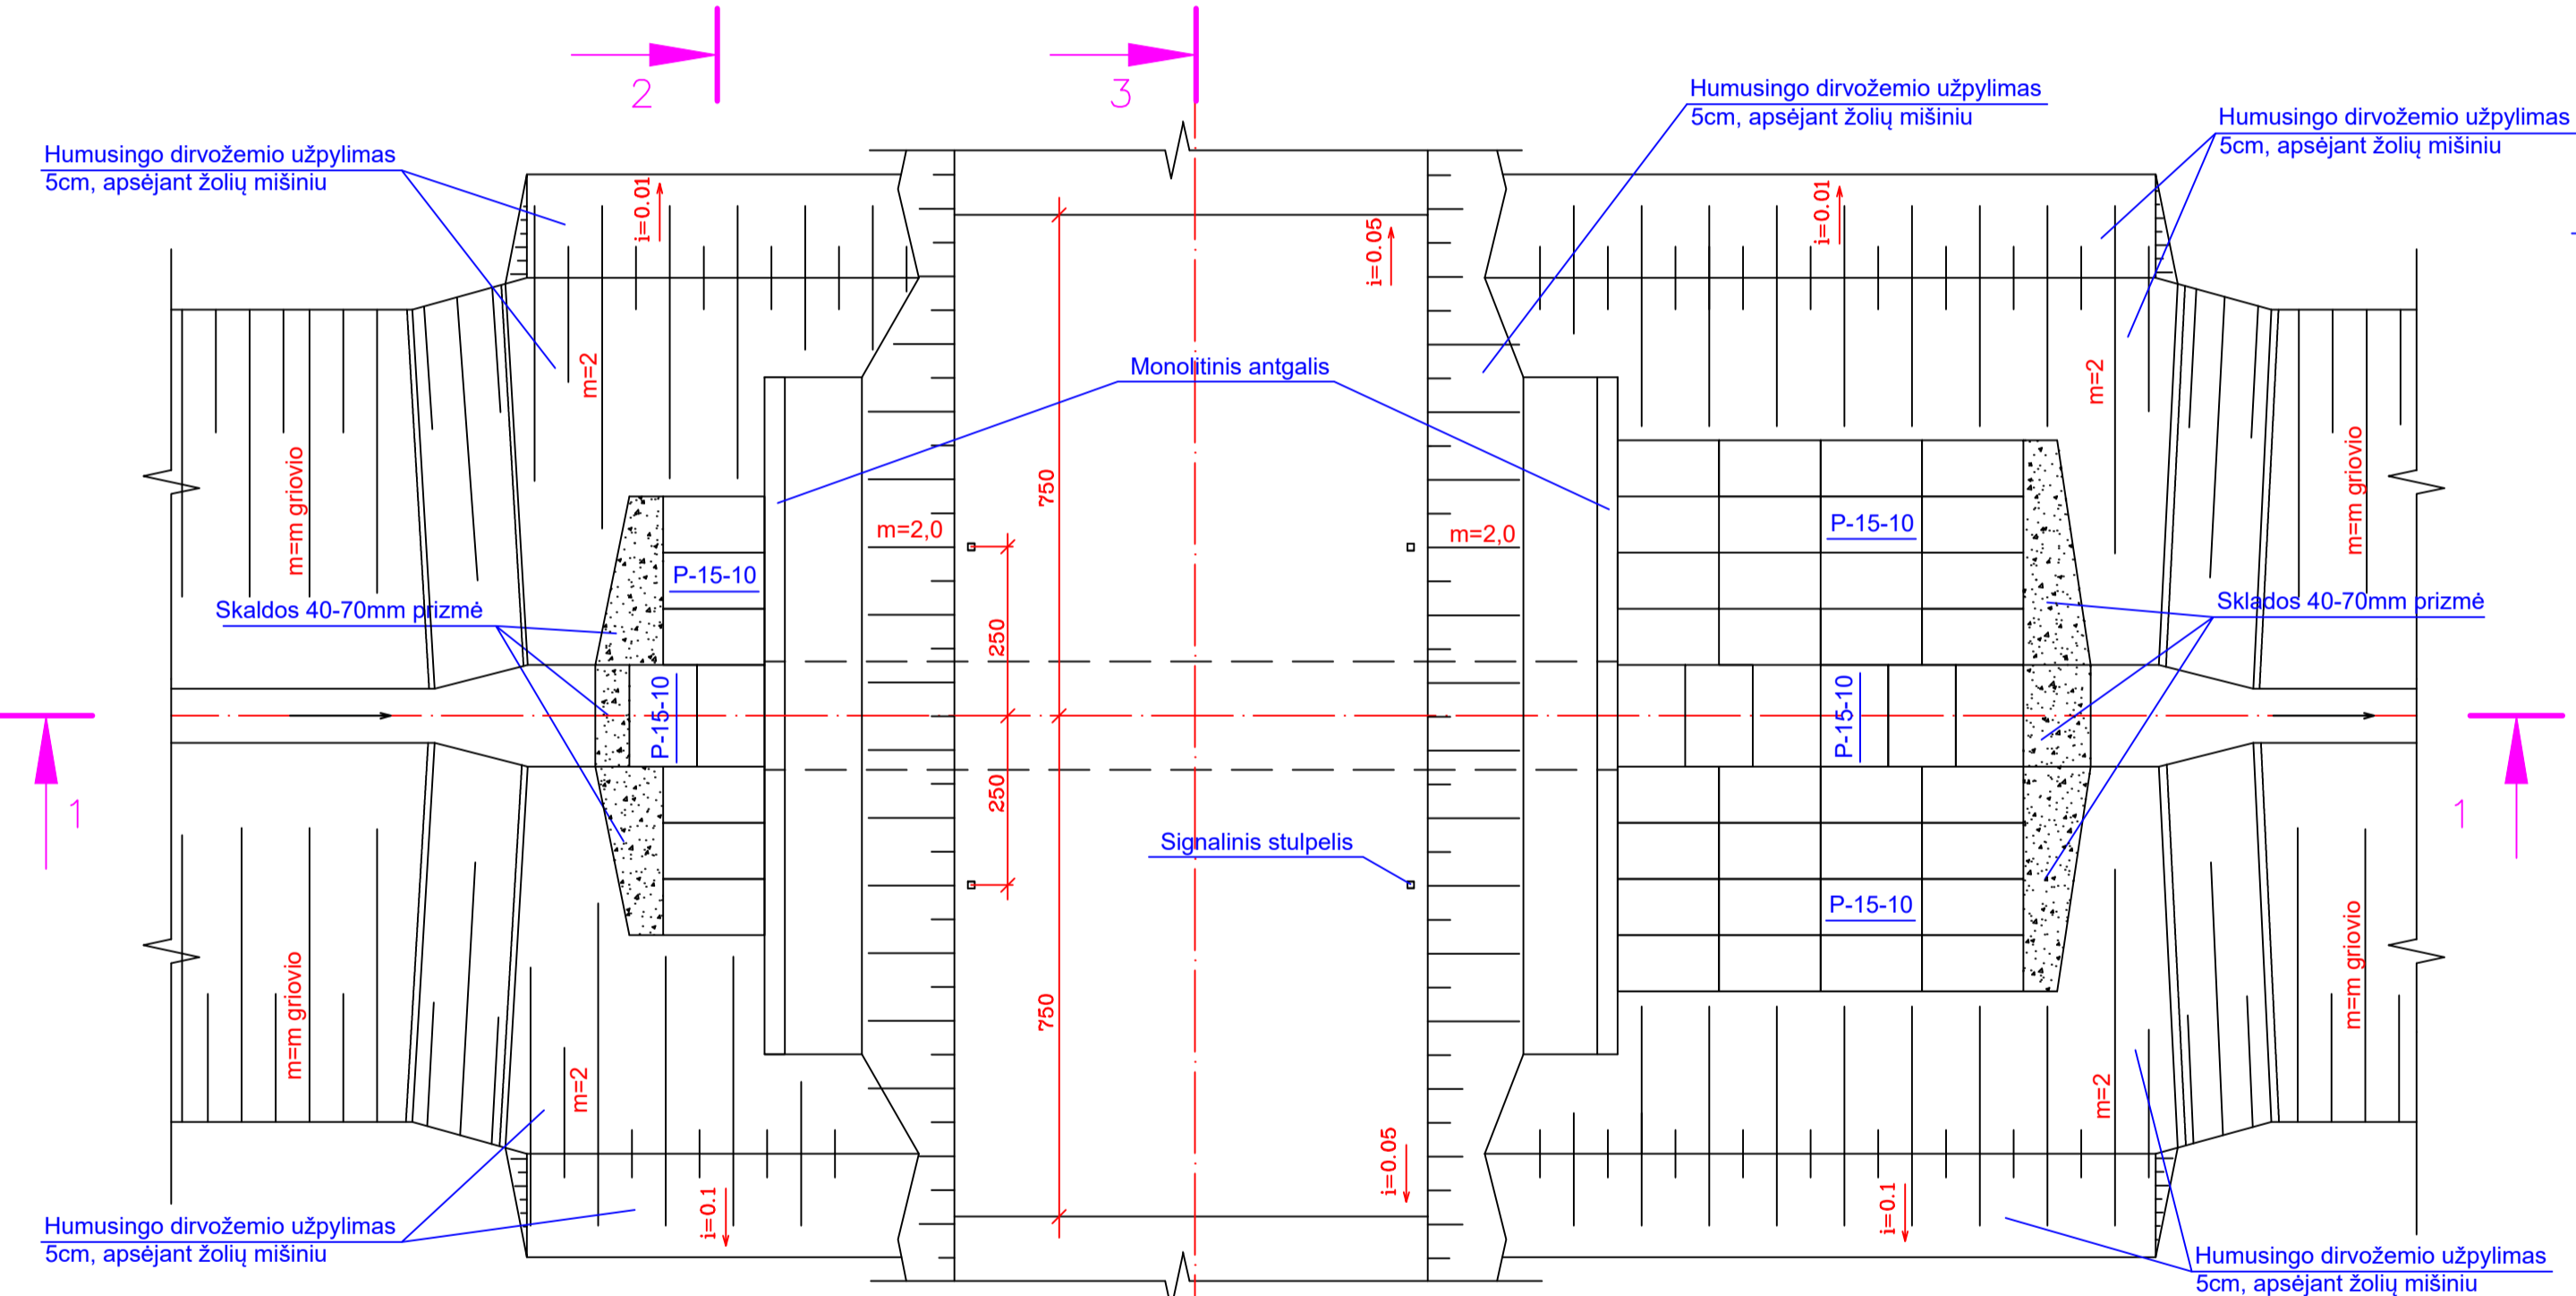 2
3
Humusingo dirvožemio užpylimas
5cm, apsėjant žolių mišiniu
Humusingo dirvožemio užpylimas
5cm, apsėjant žolių mišiniu
Humusingo dirvožemio užpylimas
5cm, apsėjant žolių mišiniu
i=0.01
i=0.05
i=0.01
m=2
Monolitinis antgalis
m=2
m=m griovio
750
m=m griovio
m=2,0
m=2,0
P-15-10
P-15-10
Skaldos 40-70mm prizmė
250
Sklados 40-70mm prizmė
P-15-10
P-15-10
1
250
1
Signalinis stulpelis
P-15-10
m=m griovio
750
m=m griovio
m=2
m=2
i=0.1
i=0.05
i=0.1
Humusingo dirvožemio užpylimas
5cm, apsėjant žolių mišiniu
Humusingo dirvožemio užpylimas
5cm, apsėjant žolių mišiniu